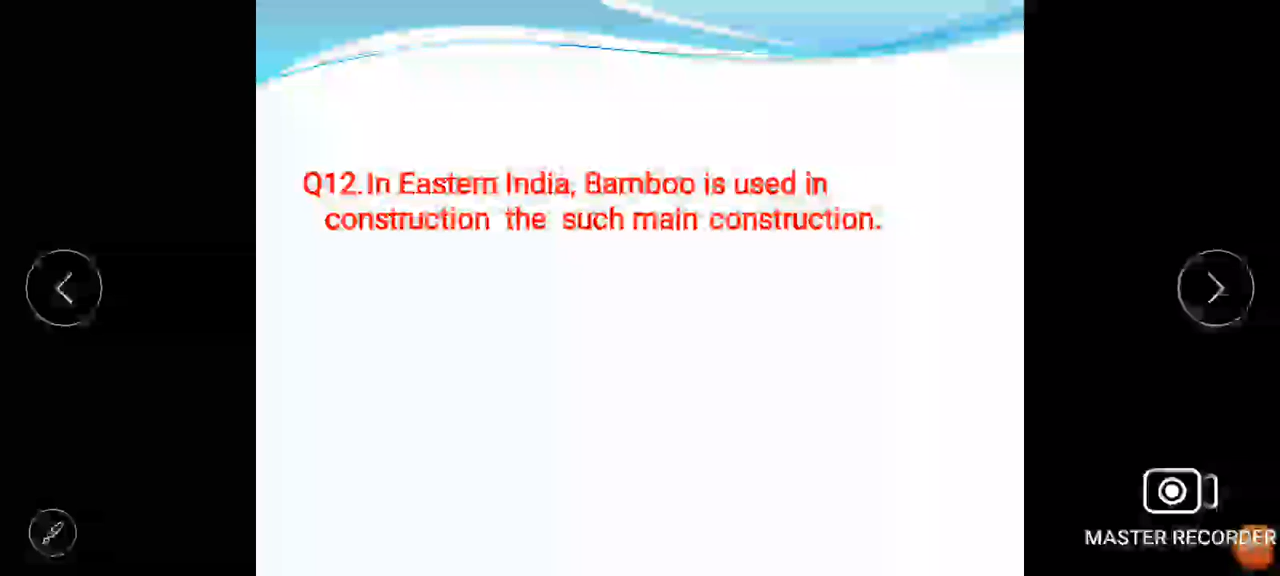 Q12.In Eastern India, Bamboo is used in
construction the such main construction.
MASTER RECORDER